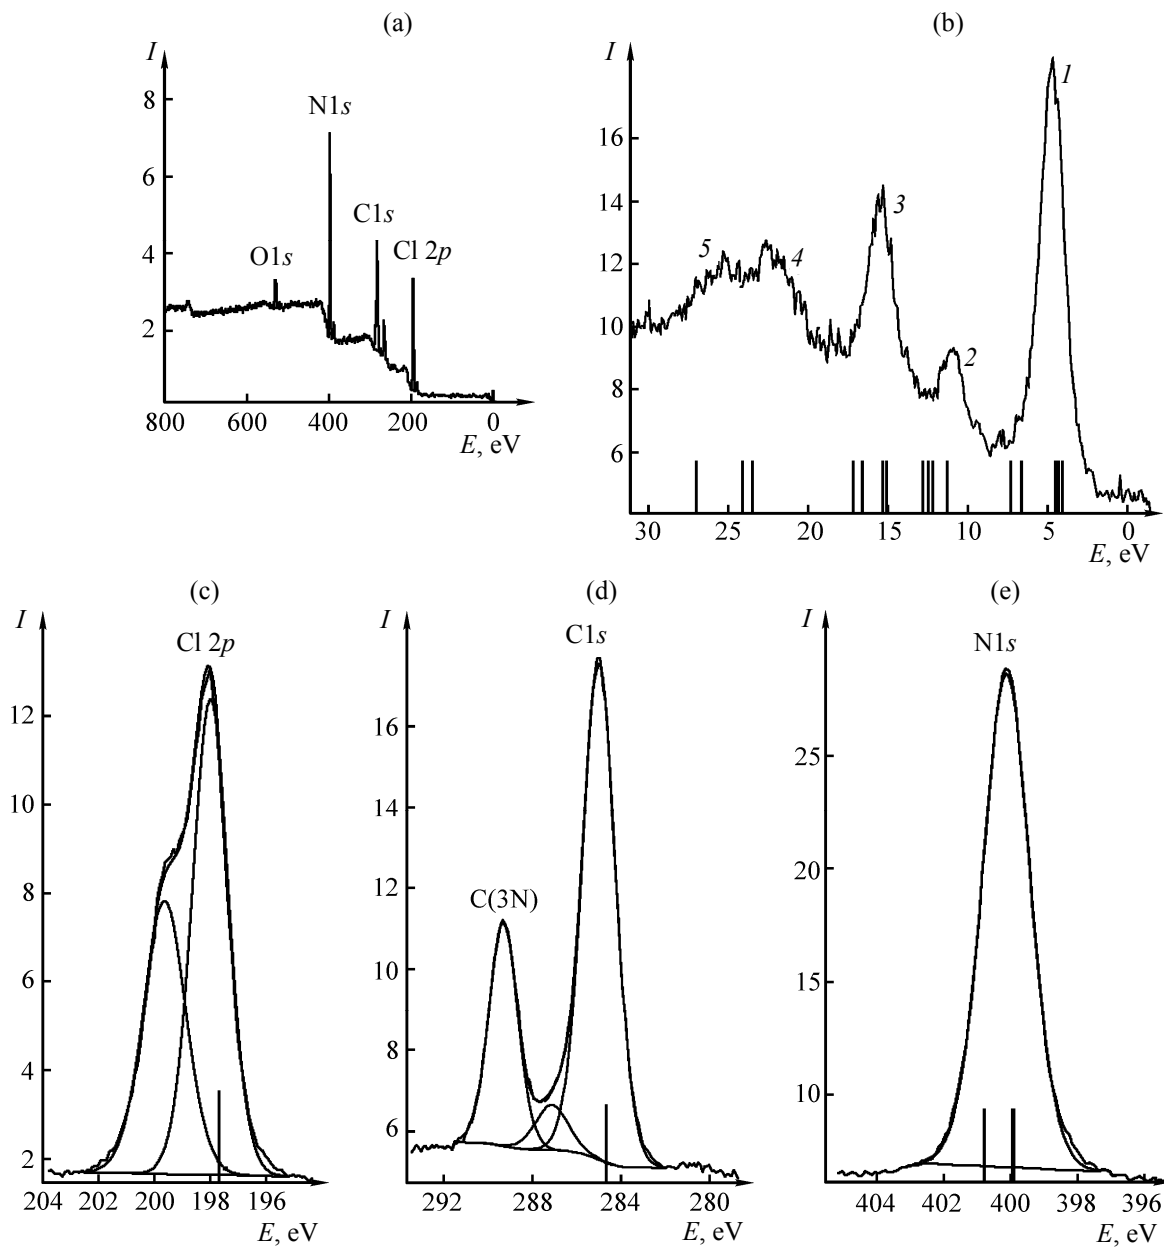 (a)
I
8
6
4
2
N1s
C1s
Cl 2p
O1s
800 600 400 200 0
E, eV
(b)
I
16
14
12
10
8
6
1
3
5 4
2
30 25 20 15 10 5 0
E, eV
(c)
I
Cl 2p
12
10
8
6
4
2
204 202 200 198 196
E, eV
(d)
I
C1s
16
14
12
C(3N)
10
8
6
292 288 284 280
E, eV
(e)
I
N1s
25
20
15
10
404 402 400 398 396
E, eV